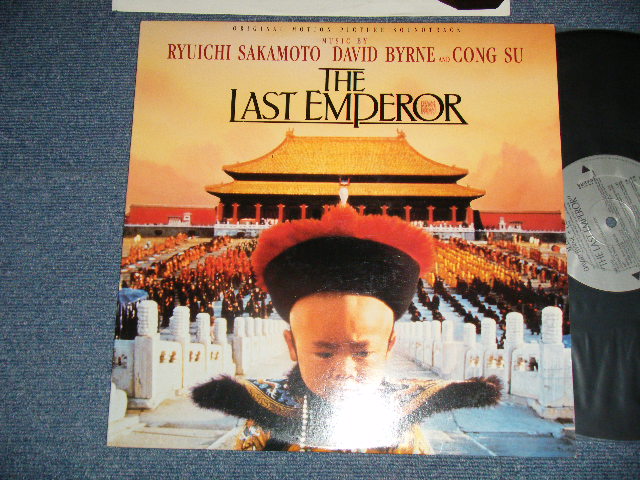 ORIGINAL MOTION PICTURE SOUNDTRACK
MUSIC BY
RYUICHI SAKAMOTO DAVID BYRNE AND CONG SU
THE
LAST EMPEROR
"THE LAST EMPEROR"